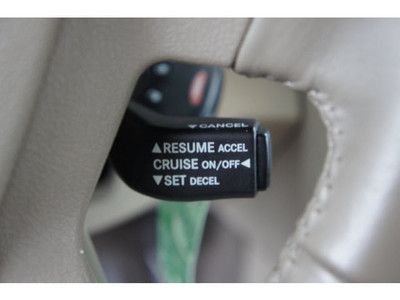 ▼CANCEL
▲RESUME ACCEL
CRUISE ON/OFF◀
▼SET DECEL